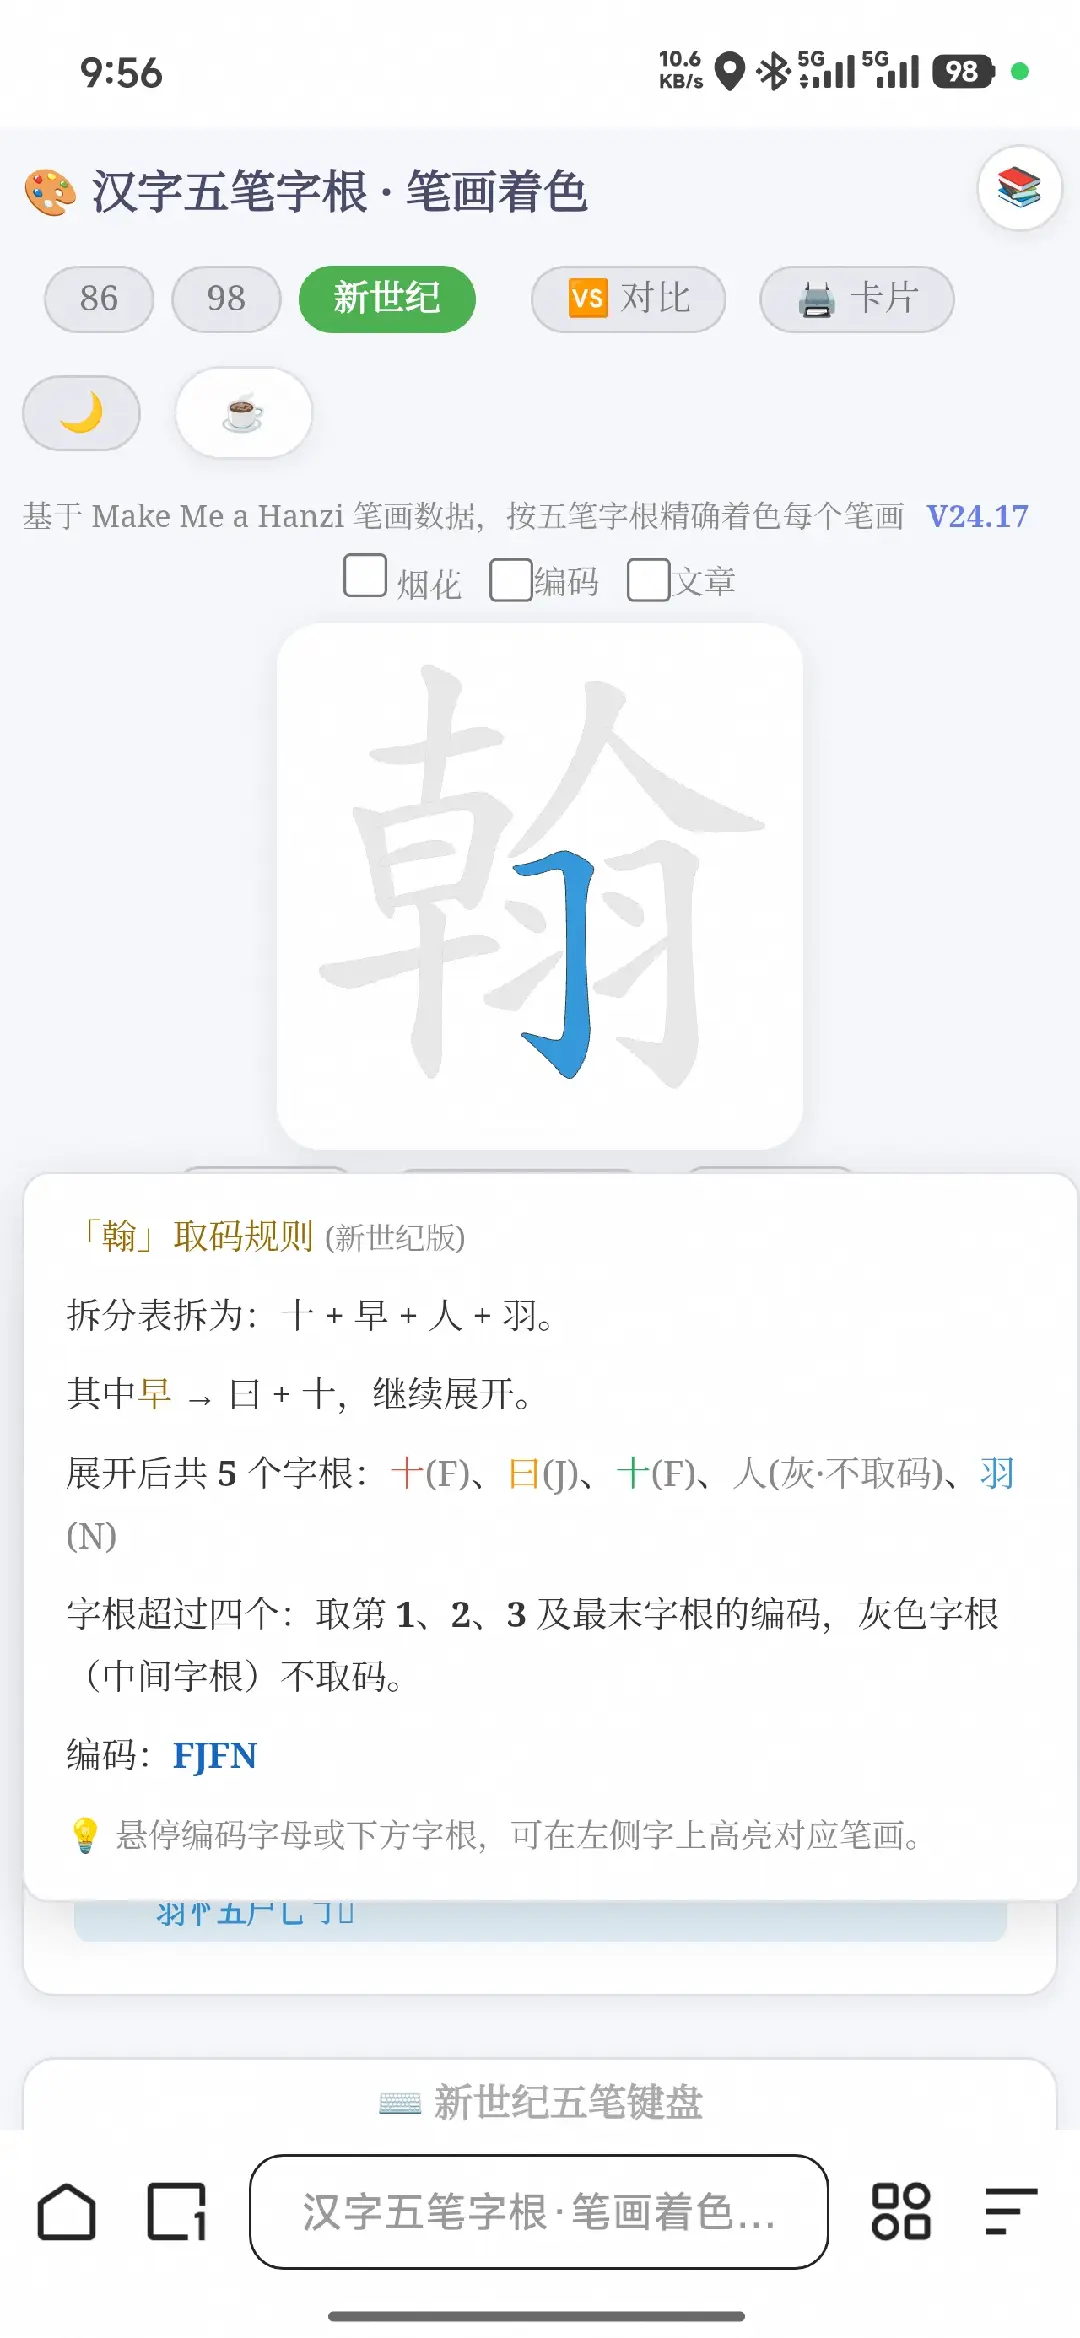 9:56
10.6 KB/s 5G 5G 98
汉字五笔字根 · 笔画着色
86 98 新世纪 VS 对比 卡片
基于 Make Me a Hanzi 笔画数据，按五笔字根精确着色每个笔画 V24.17
烟花 编码 文章
翰
「翰」取码规则 (新世纪版)
拆分表拆为：十 + 早 + 人 + 羽。
其中早 → 曰 + 十，继续展开。
展开后共 5 个字根：十(F)、曰(J)、十(F)、人(灰·不取码)、羽
(N)
字根超过四个：取第 1、2、3 及最末字根的编码，灰色字根
（中间字根）不取码。
编码：FJFN
悬停编码字母或下方字根，可在左侧字上高亮对应笔画。
新世纪五笔键盘
1 汉字五笔字根·笔画着色...